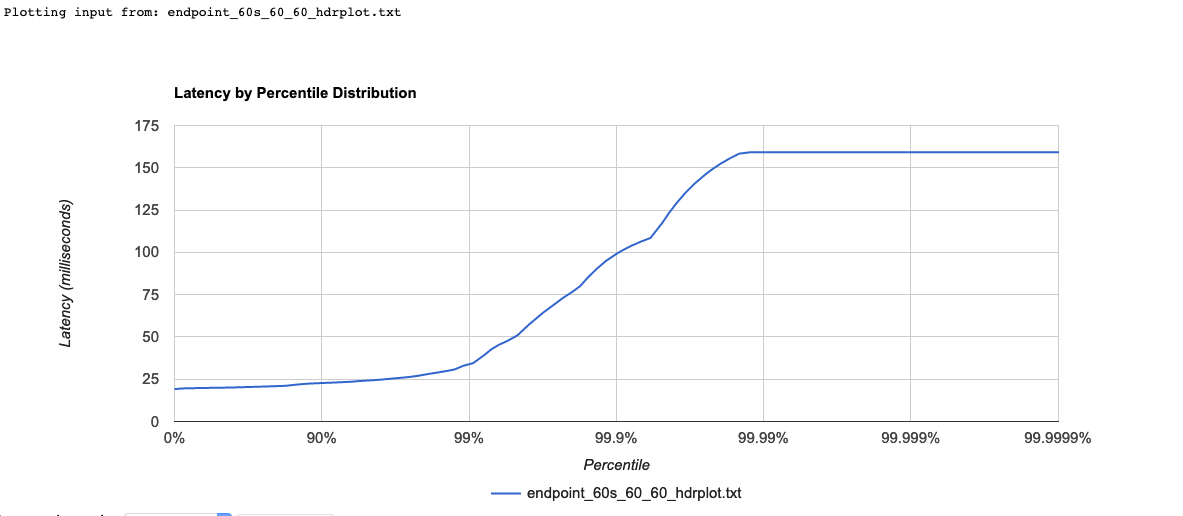 Plotting input from: endpoint_60s_60_60_hdrplot.txt
Latency by Percentile Distribution
175
150
125
100
75
50
25
0
Latency (milliseconds)
0% 90% 99% 99.9% 99.99% 99.999% 99.9999%
Percentile
endpoint_60s_60_60_hdrplot.txt